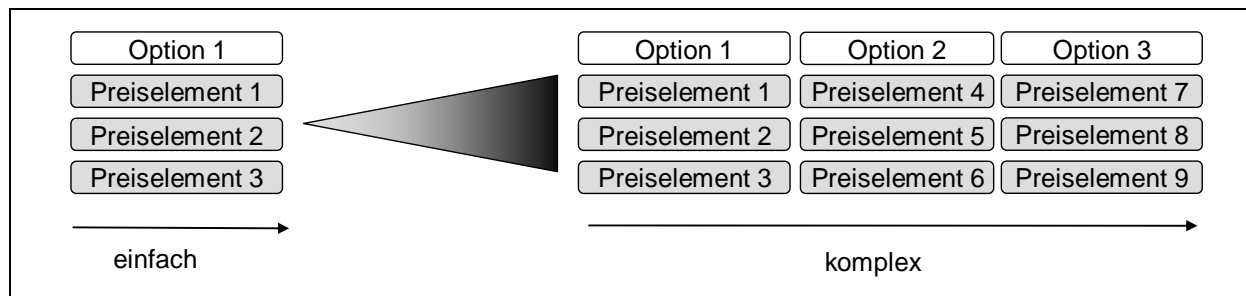 Option 1
Preiselement 1
Preiselement 2
Preiselement 3
einfach
Option 1 Option 2 Option 3
Preiselement 1 Preiselement 4 Preiselement 7
Preiselement 2 Preiselement 5 Preiselement 8
Preiselement 3 Preiselement 6 Preiselement 9
komplex